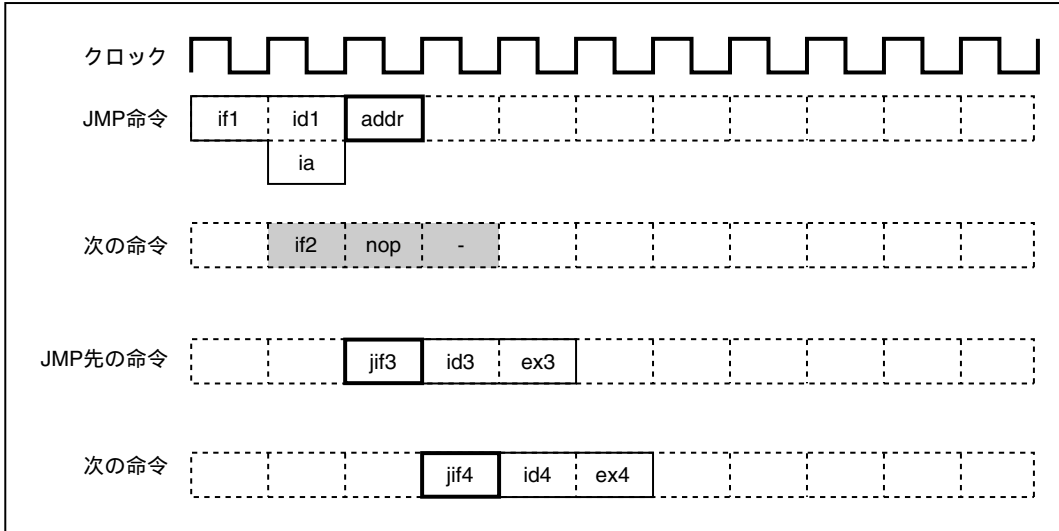 クロック
JMP命令 if1 id1 addr
ia
次の命令 if2 nop -
JMP先の命令 jif3 id3 ex3
次の命令 jif4 id4 ex4